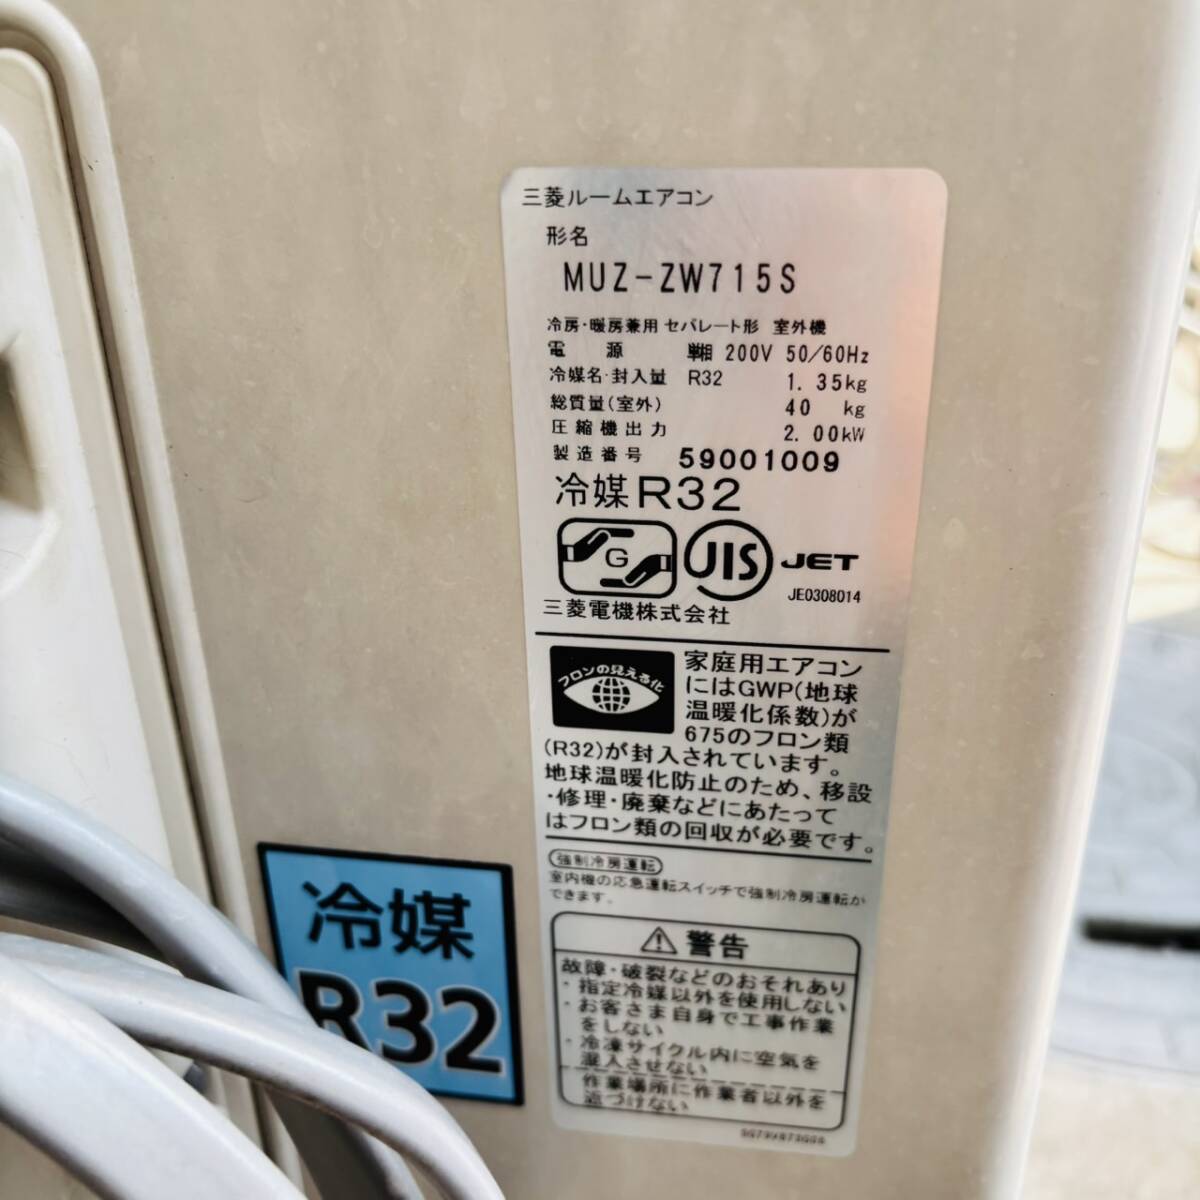 三菱ルームエアコン
形名
MUZ-ZW715S
冷房・暖房兼用 セパレート形 室外機
電源 単相 200V 50/60Hz
冷媒名・封入量 R32 1.35kg
総質量(室外) 40 kg
圧縮機出力 2.00kW
製造番号 59001009
冷媒R32
G JIS JET
JE0308014
三菱電機株式会社
フロンの見える化
家庭用エアコン
にはGWP(地球
温暖化係数)が
675のフロン類
(R32)が封入されています。
地球温暖化防止のため、移設
・修理・廃棄などにあたって
はフロン類の回収が必要です。
強制冷房運転
室内機の応急運転スイッチで強制冷房運転が
できます。
警告
故障・破裂などのおそれあり
・指定冷媒以外を使用しない
・お客さま自身で工事作業
をしない
・冷凍サイクル内に空気を
混入させない
作業場所に作業者以外を
近づけない
冷媒
R32